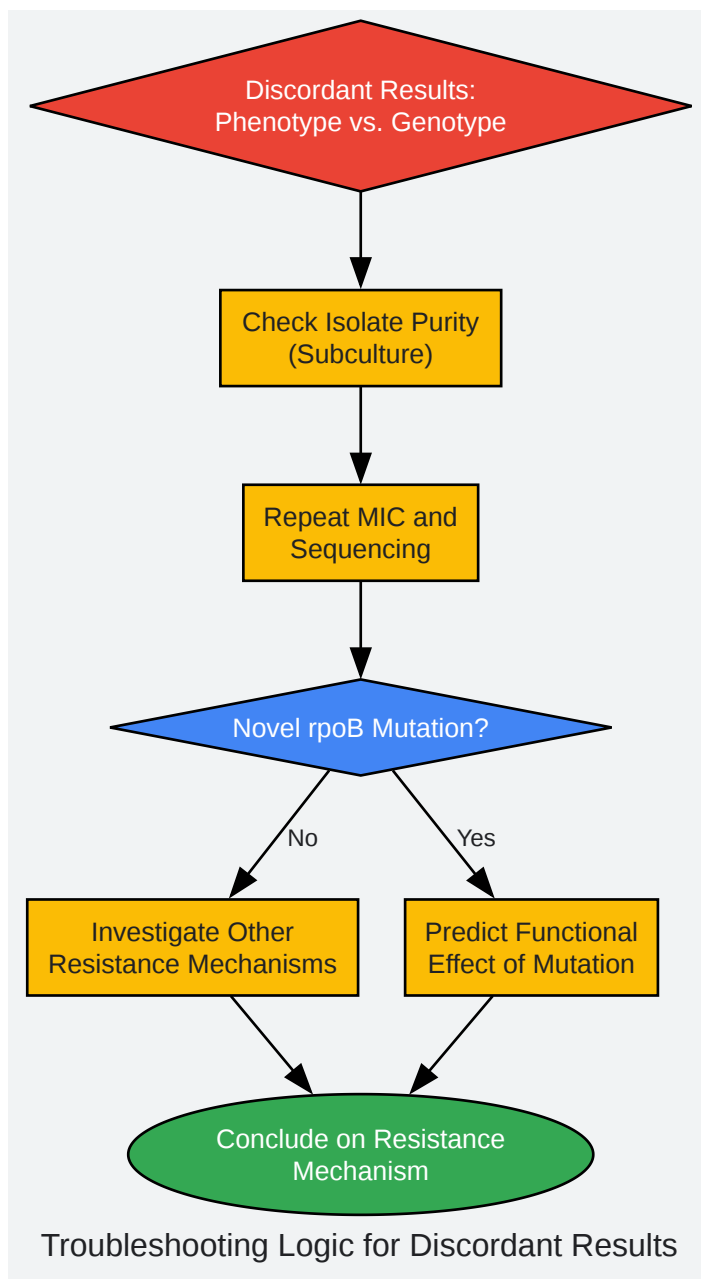 Discordant Results:
Phenotype vs. Genotype
Check Isolate Purity
(Subculture)
Repeat MIC and
Sequencing
Novel rpoB Mutation?
No
Yes
Investigate Other
Resistance Mechanisms
Predict Functional
Effect of Mutation
Conclude on Resistance
Mechanism
Troubleshooting Logic for Discordant Results